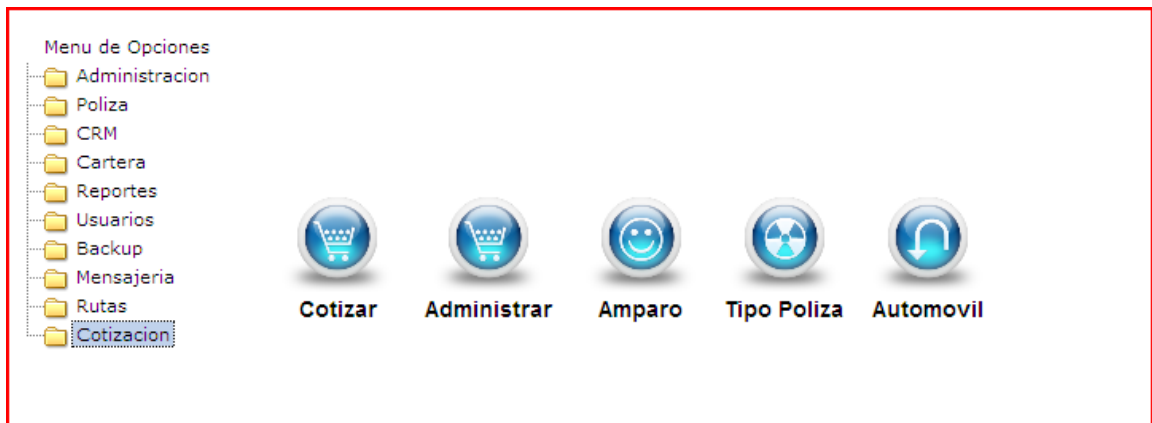 Menu de Opciones
Administracion
Poliza
CRM
Cartera
Reportes
Usuarios
Backup
Mensajeria
Rutas
Cotizacion
Cotizar
Administrar
Amparo
Tipo Poliza
Automovil